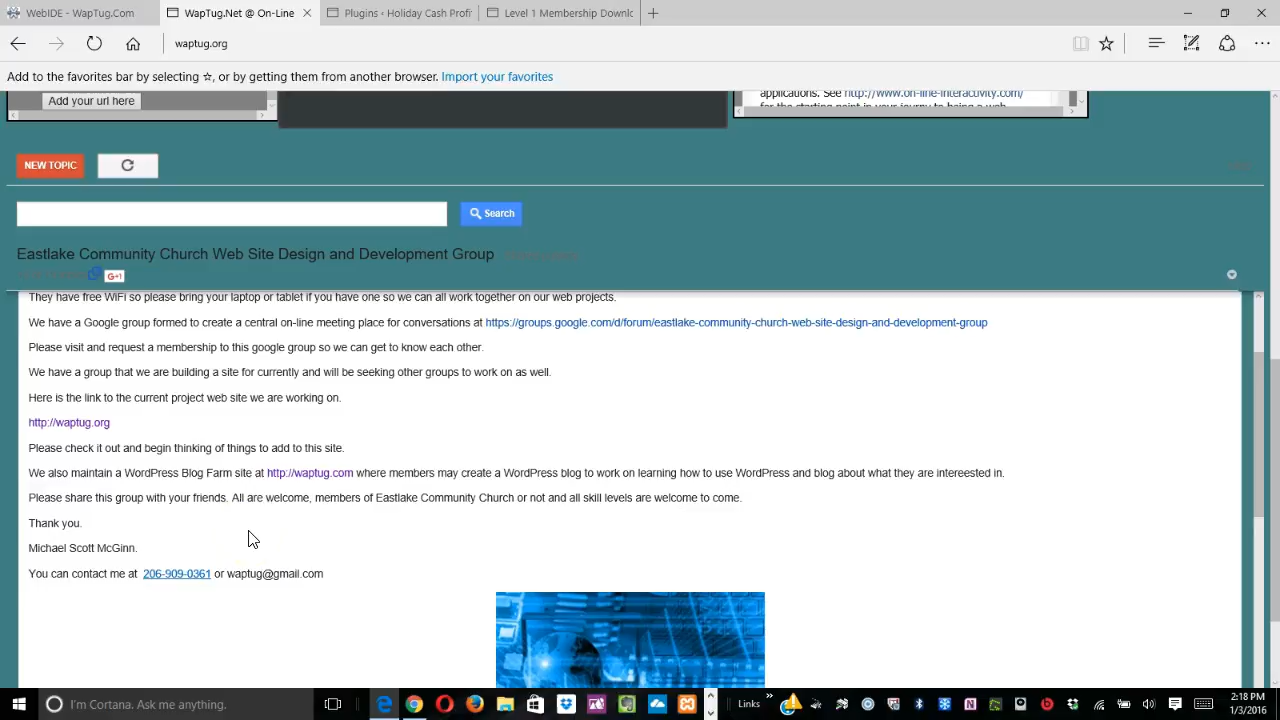 WebIDE - WapTug.Com
WapTug.Net @ On-Line
Plugins ‹ Holiday Cash Profi
Level 1 Membership Downlo
waptug.org
Add to the favorites bar by selecting ☆, or by getting them from another browser. Import your favorites
Add your url here
applications. See http://www.on-line-interactivity.com/
for the starting point in your journy to being a web
NEW TOPIC
Search
Eastlake Community Church Web Site Design and Development Group
G+1
They have free WiFi so please bring your laptop or tablet if you have one so we can all work together on our web projects.
We have a Google group formed to create a central on-line meeting place for conversations at https://groups.google.com/d/forum/eastlake-community-church-web-site-design-and-development-group
Please visit and request a membership to this google group so we can get to know each other.
We have a group that we are building a site for currently and will be seeking other groups to work on as well.
Here is the link to the current project web site we are working on.
http://waptug.org
Please check it out and begin thinking of things to add to this site.
We also maintain a WordPress Blog Farm site at http://waptug.com where members may create a WordPress blog to work on learning how to use WordPress and blog about what they are intereested in.
Please share this group with your friends. All are welcome, members of Eastlake Community Church or not and all skill levels are welcome to come.
Thank you.
Michael Scott McGinn.
You can contact me at 206-909-0361 or waptug@gmail.com
I'm Cortana. Ask me anything.
Links
2:18 PM
1/3/2016